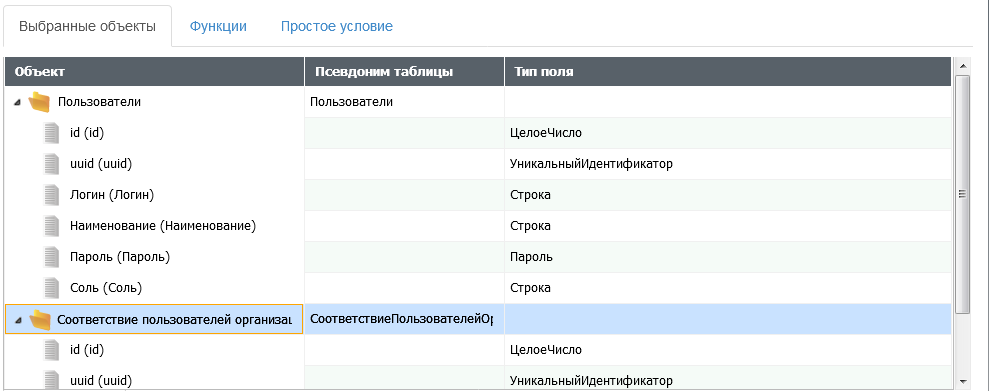 Выбранные объекты Функции Простое условие
Объект Псевдоним таблицы Тип поля
Пользователи Пользователи
id (id) ЦелоеЧисло
uuid (uuid) УникальныйИдентификатор
Логин (Логин) Строка
Наименование (Наименование) Строка
Пароль (Пароль) Пароль
Соль (Соль) Строка
Соответствие пользователей организац СоответствиеПользователейОр
id (id) ЦелоеЧисло
uuid (uuid) УникальныйИдентификатор